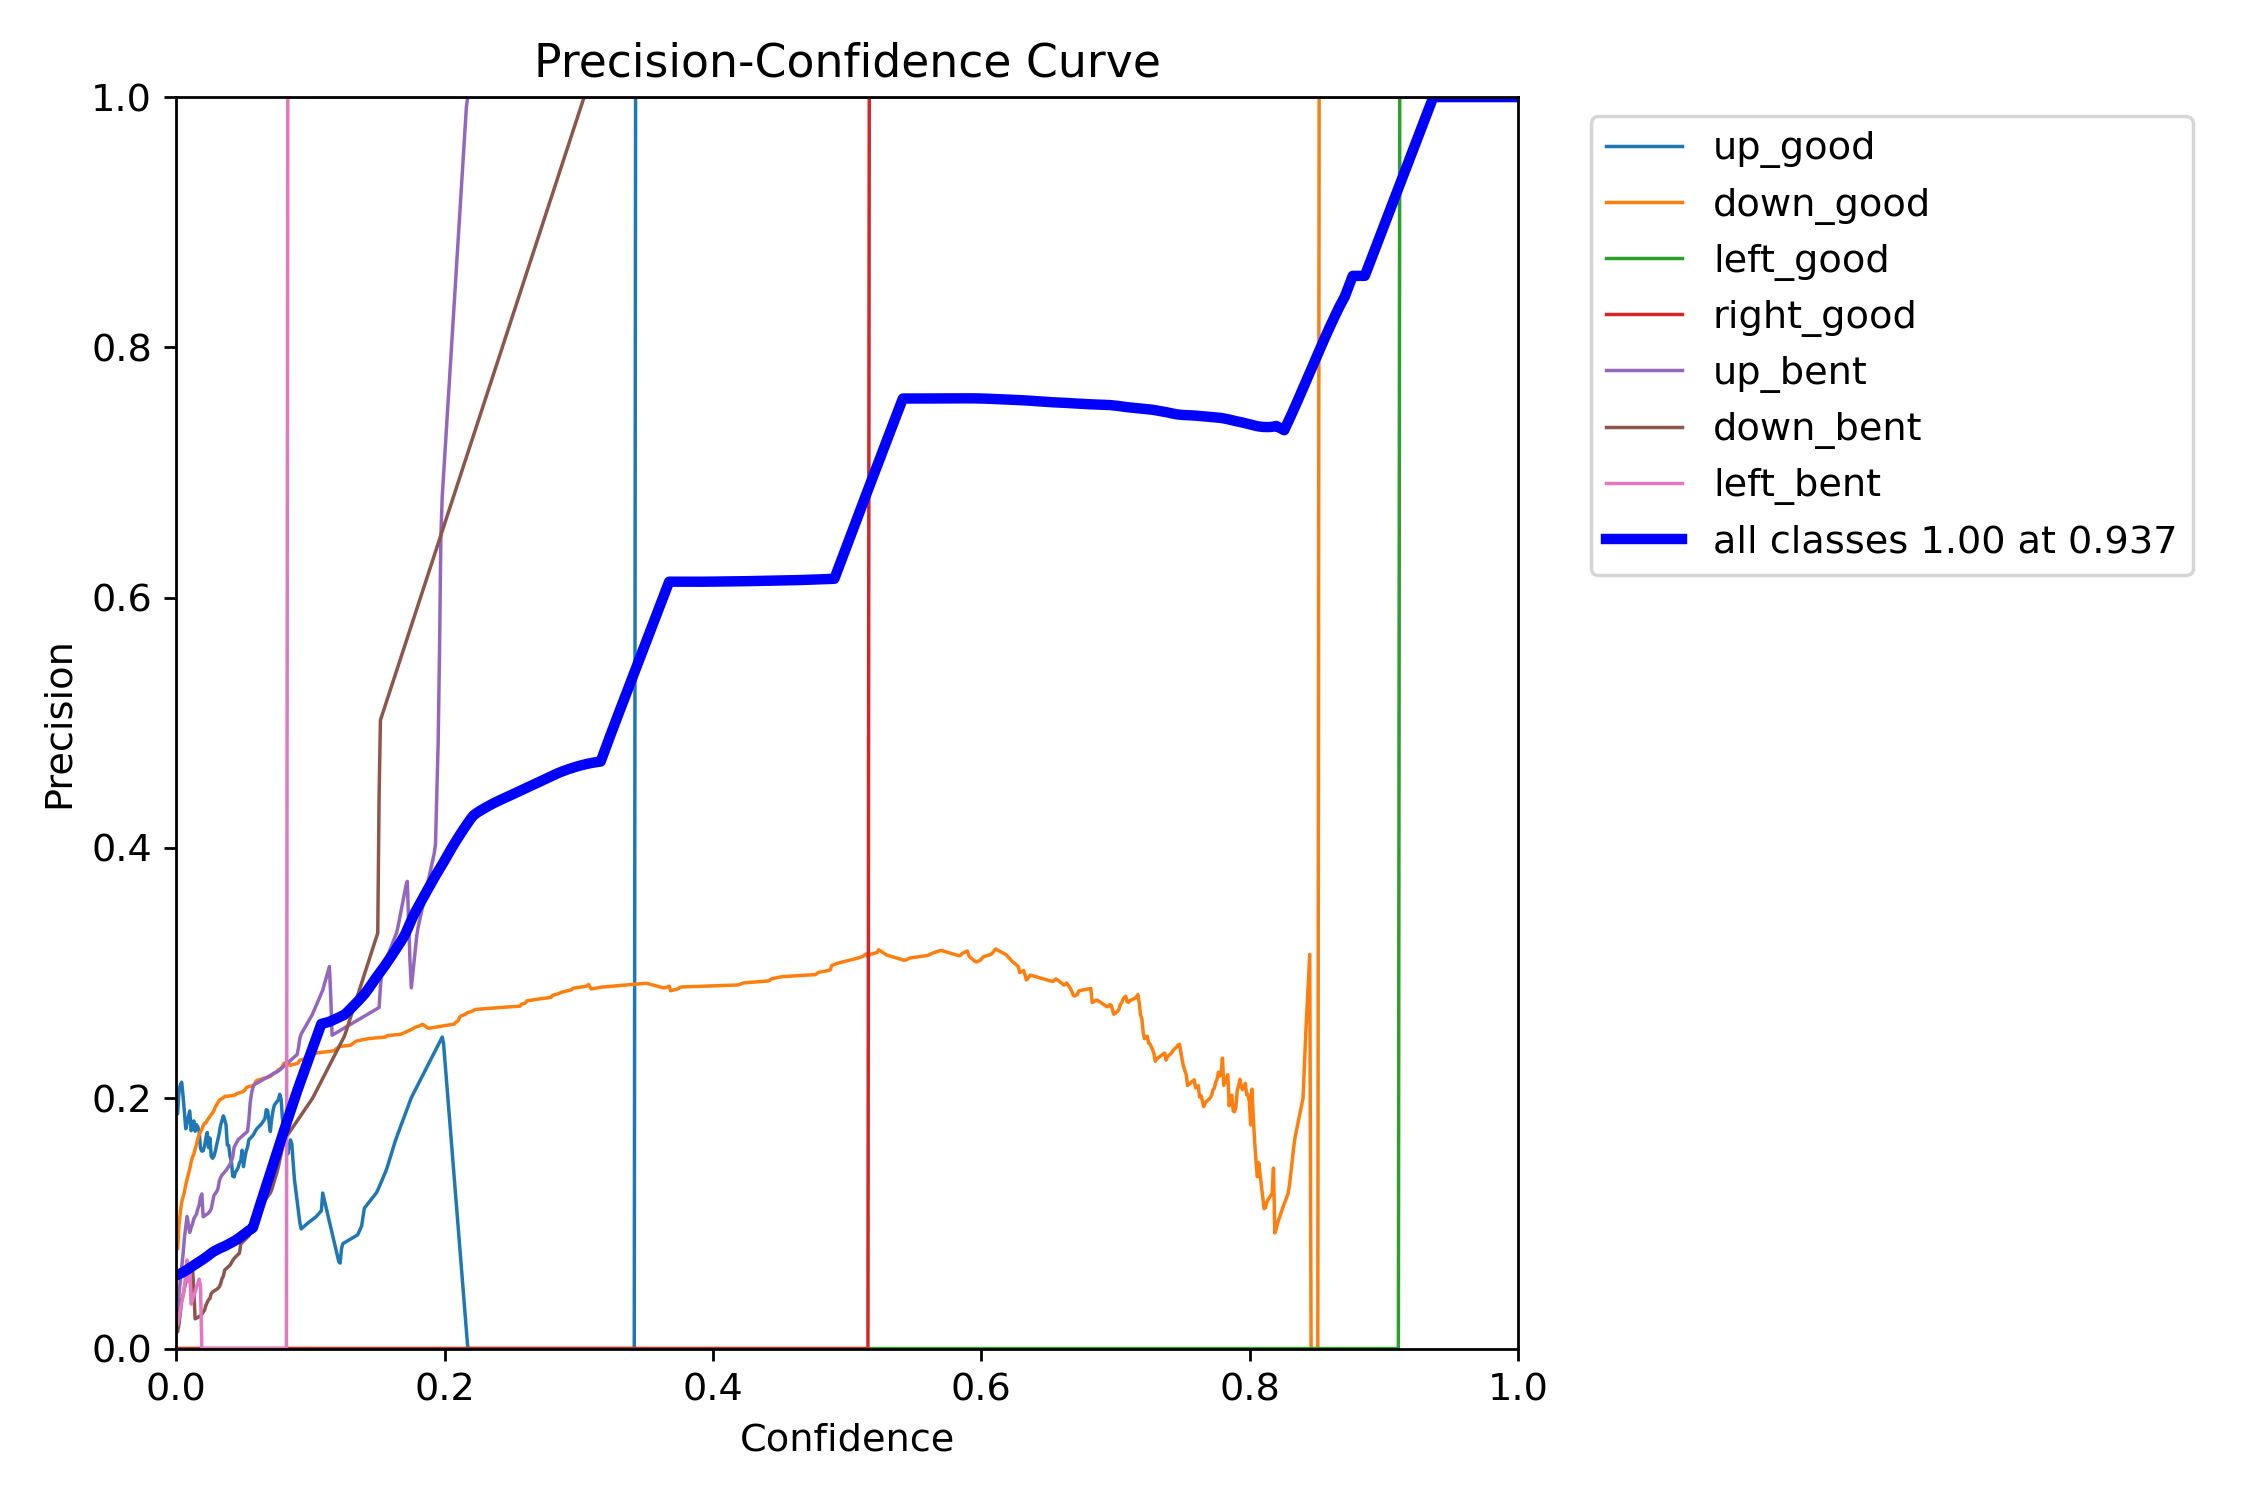 Precision-Confidence Curve
1.0
0.8
0.6
0.4
0.2
0.0
Precision
0.0 0.2 0.4 0.6 0.8 1.0
Confidence
up_good
down_good
left_good
right_good
up_bent
down_bent
left_bent
all classes 1.00 at 0.937